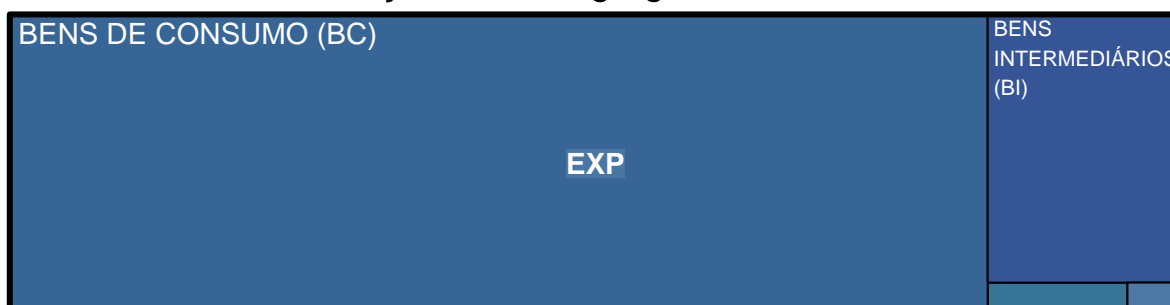 BENS DE CONSUMO (BC)
BENS
INTERMEDIÁRIOS
(BI)
EXP